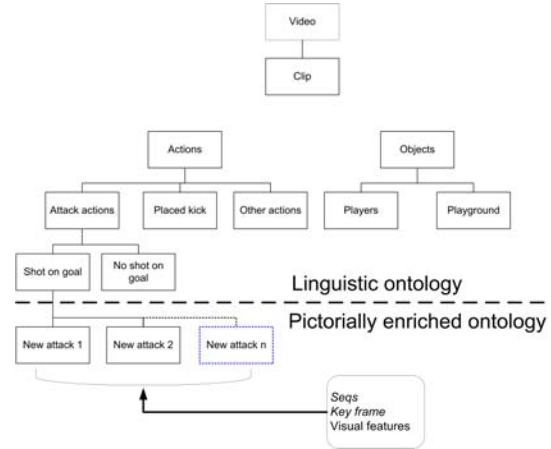 Video
Clip
Actions
Objects
Attack actions
Placed kick
Other actions
Players
Playground
Shot on goal
No shot on
goal
Linguistic ontology
Pictorially enriched ontology
New attack 1
New attack 2
New attack n
Seqs
Key frame
Visual features